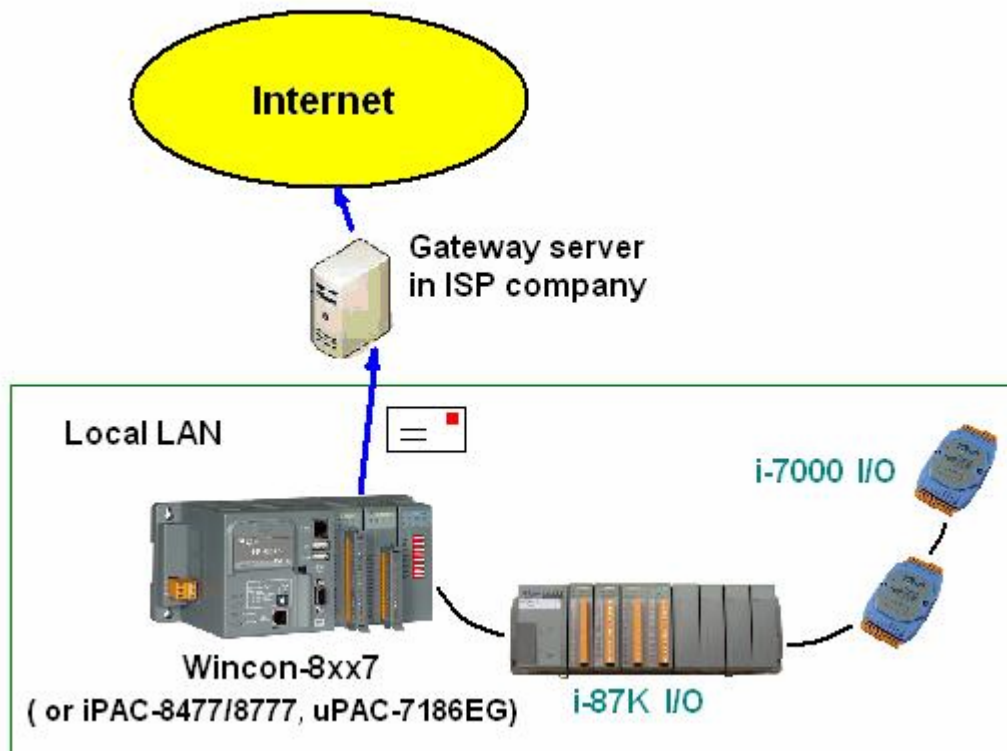 Internet
Gateway server
in ISP company
Local LAN
i-7000 I/O
Wincon-8xx7
( or iPAC-8477/8777, uPAC-7186EG)
i-87K I/O